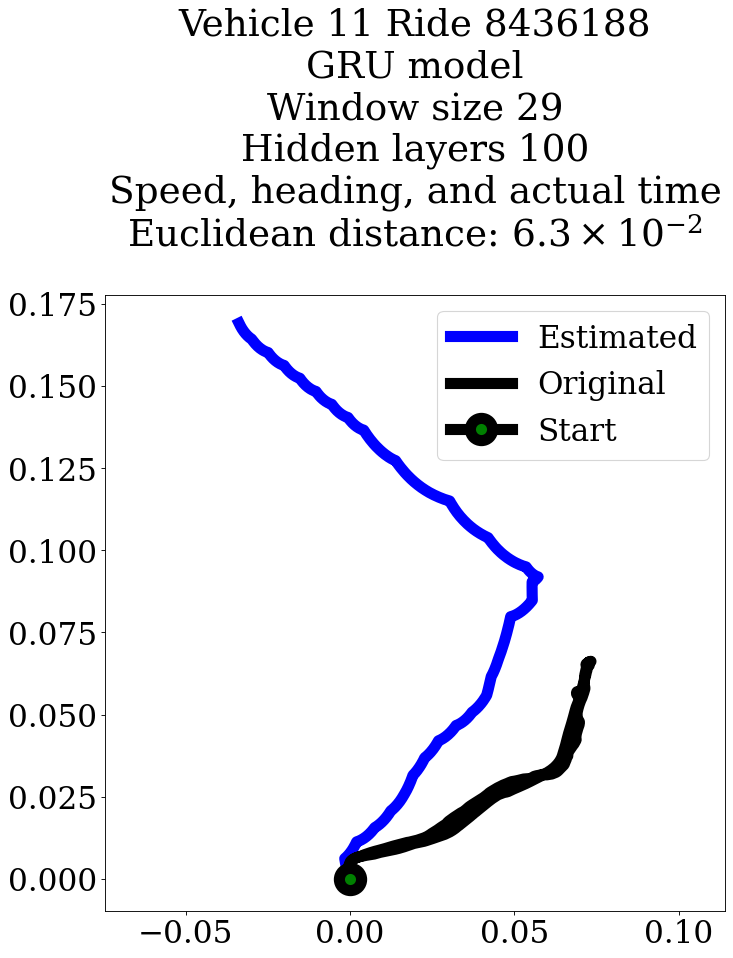 Vehicle 11 Ride 8436188
GRU model
Window size 29
Hidden layers 100
Speed, heading, and actual time
Euclidean distance: 6.3 × 10⁻²
0.175
0.150
0.125
0.100
0.075
0.050
0.025
0.000
Estimated
Original
Start
−0.05 0.00 0.05 0.10